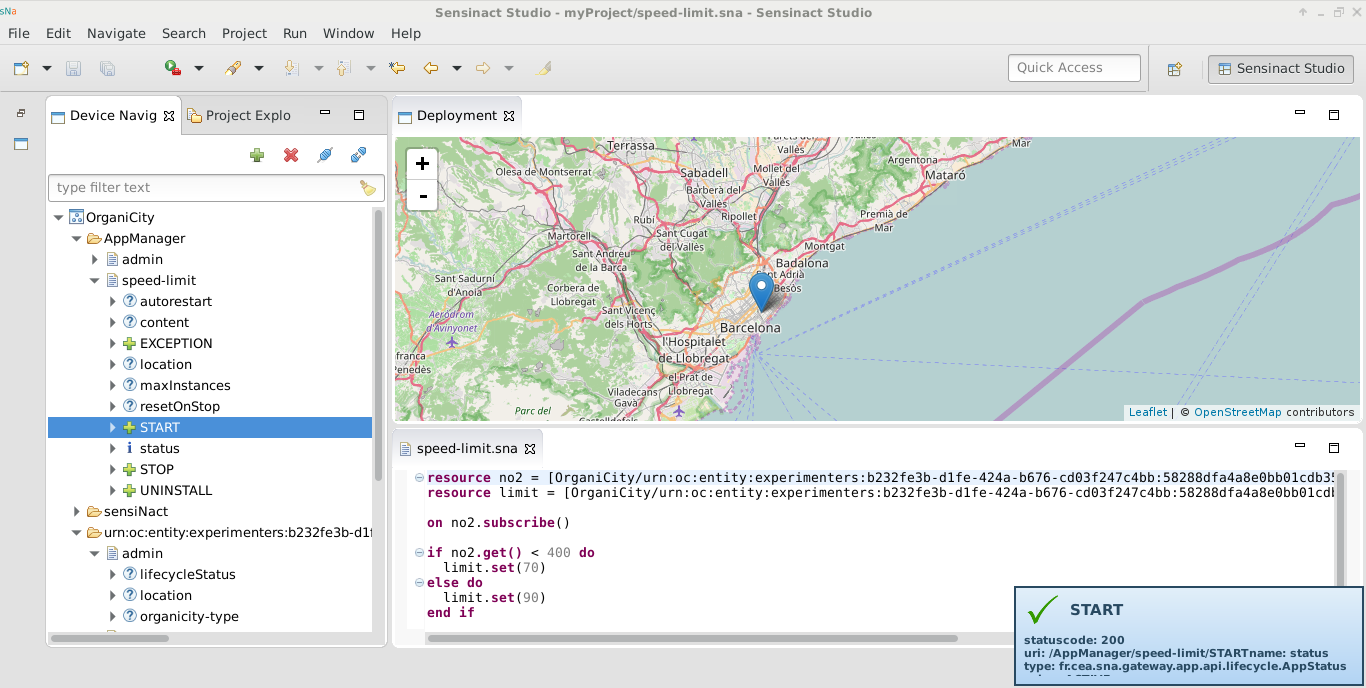 sNa
Sensinact Studio - myProject/speed-limit.sna - Sensinact Studio
File Edit Navigate Search Project Run Window Help
Quick Access
Sensinact Studio
Device Navig
Project Explo
type filter text
OrganiCity
AppManager
admin
speed-limit
autorestart
content
EXCEPTION
location
maxInstances
resetOnStop
START
status
STOP
UNINSTALL
sensiNact
urn:oc:entity:experimenters:b232fe3b-d1f
admin
lifecycleStatus
location
organicity-type
Deployment
+
-
Terrassa
Olesa de Montserrat
Sabadell
Barberà del
Vallès
Vallès
Mollet del
Vallès
Argentona
Mataró
Mar
Rubí
Ripollet
Premià de
Mar
Sant Cugat
del Vallès
Martorell
Montgat
Sant Andreu
de la Barca
Badalona
Sant Adrià
Besòs
Sant Sadurní
d'Anoia
Corbera de
Llobregat
Sant Vicenç
dels Horts
Aeròdrom
d'Avinyonet
Barcelona
l'Hospitalet
de Llobregat
franca
Penedès
el Prat de
Llobregat
Viladecans
Gavà
Parc del
Castelldefels
Leaflet | © OpenStreetMap contributors
speed-limit.sna
resource no2 = [OrganiCity/urn:oc:entity:experimenters:b232fe3b-d1fe-424a-b676-cd03f247c4bb:58288dfa4a8e0bb01cdb35
resource limit = [OrganiCity/urn:oc:entity:experimenters:b232fe3b-d1fe-424a-b676-cd03f247c4bb:58288dfa4a8e0bb01cdb
on no2.subscribe()
if no2.get() < 400 do
limit.set(70)
else do
limit.set(90)
end if
START
statuscode: 200
uri: /AppManager/speed-limit/STARTname: status
type: fr.cea.sna.gateway.app.api.lifecycle.AppStatus